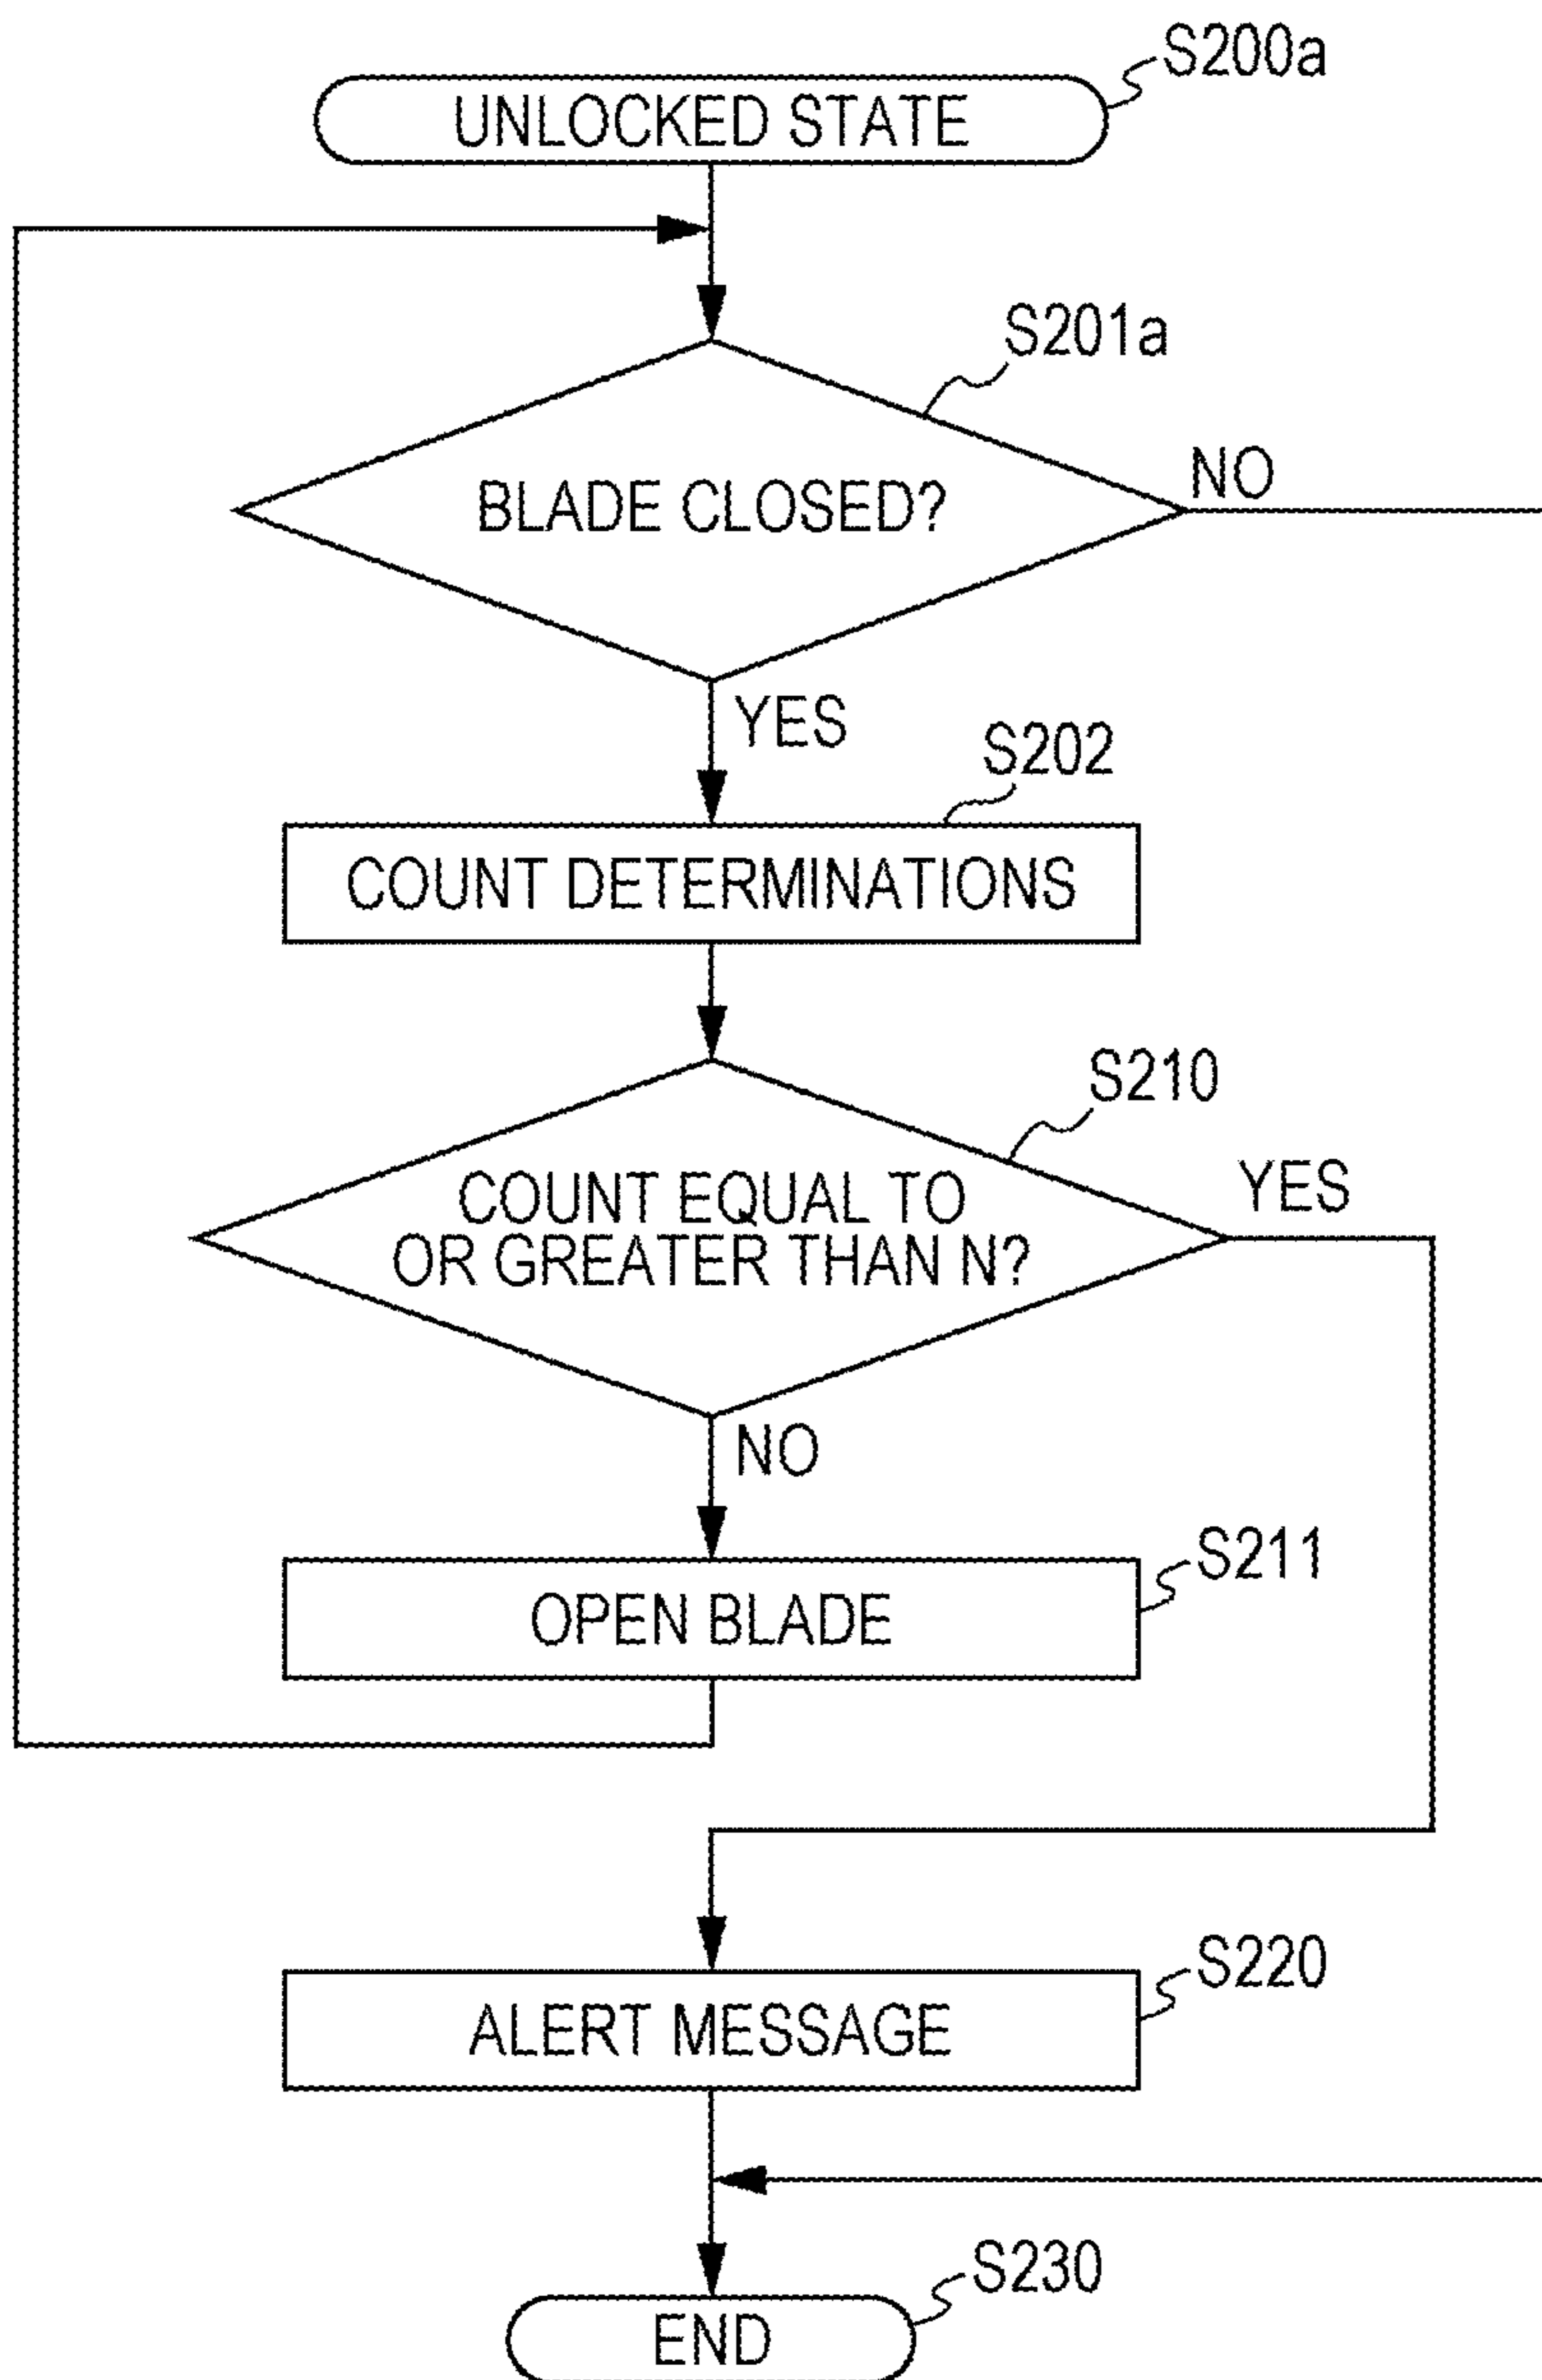 S200a
UNLOCKED STATE
S201a
BLADE CLOSED?
NO
YES
S202
COUNT DETERMINATIONS
S210
COUNT EQUAL TO
OR GREATER THAN N?
YES
NO
S211
OPEN BLADE
S220
ALERT MESSAGE
S230
END